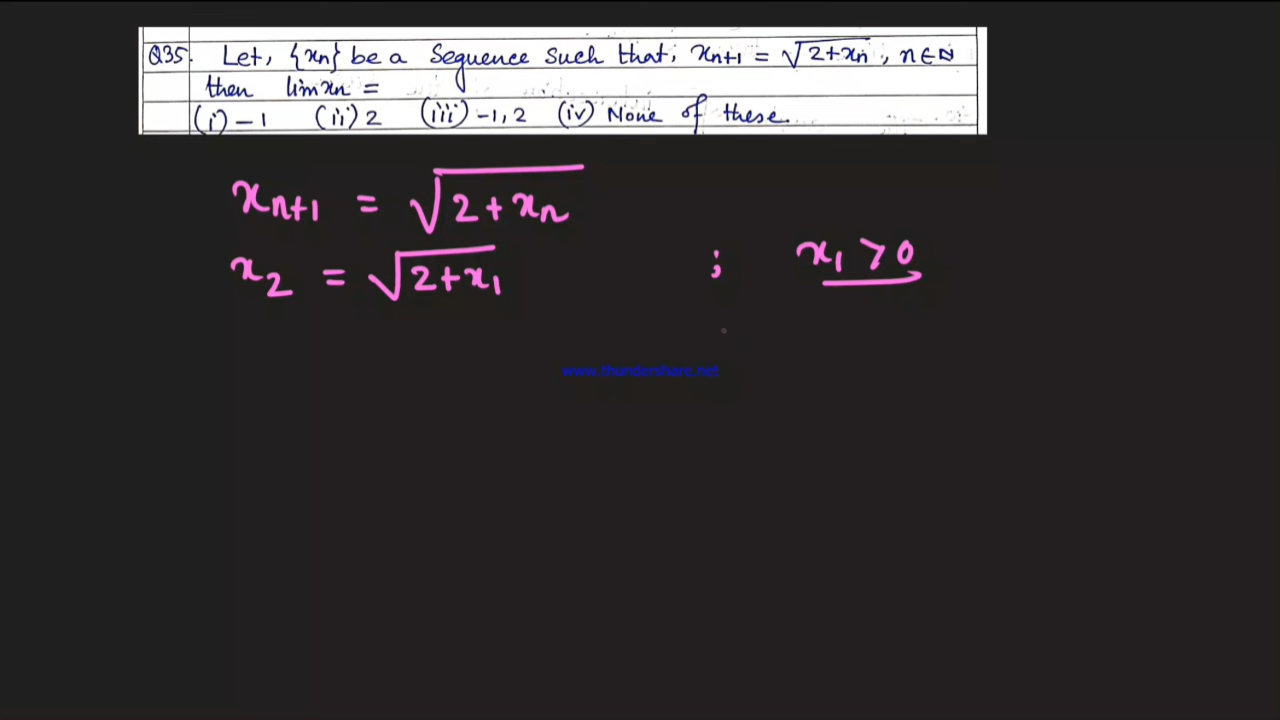 Q35. Let, {xn} be a Sequence such that; xn+1 = √2+xn, n∈N
then lim xn =
(i) -1 (ii) 2 (iii) -1, 2 (iv) None of these.
xn+1 = √2+xn
x2 = √2+x1 ; x1 > 0
www.thundershare.net